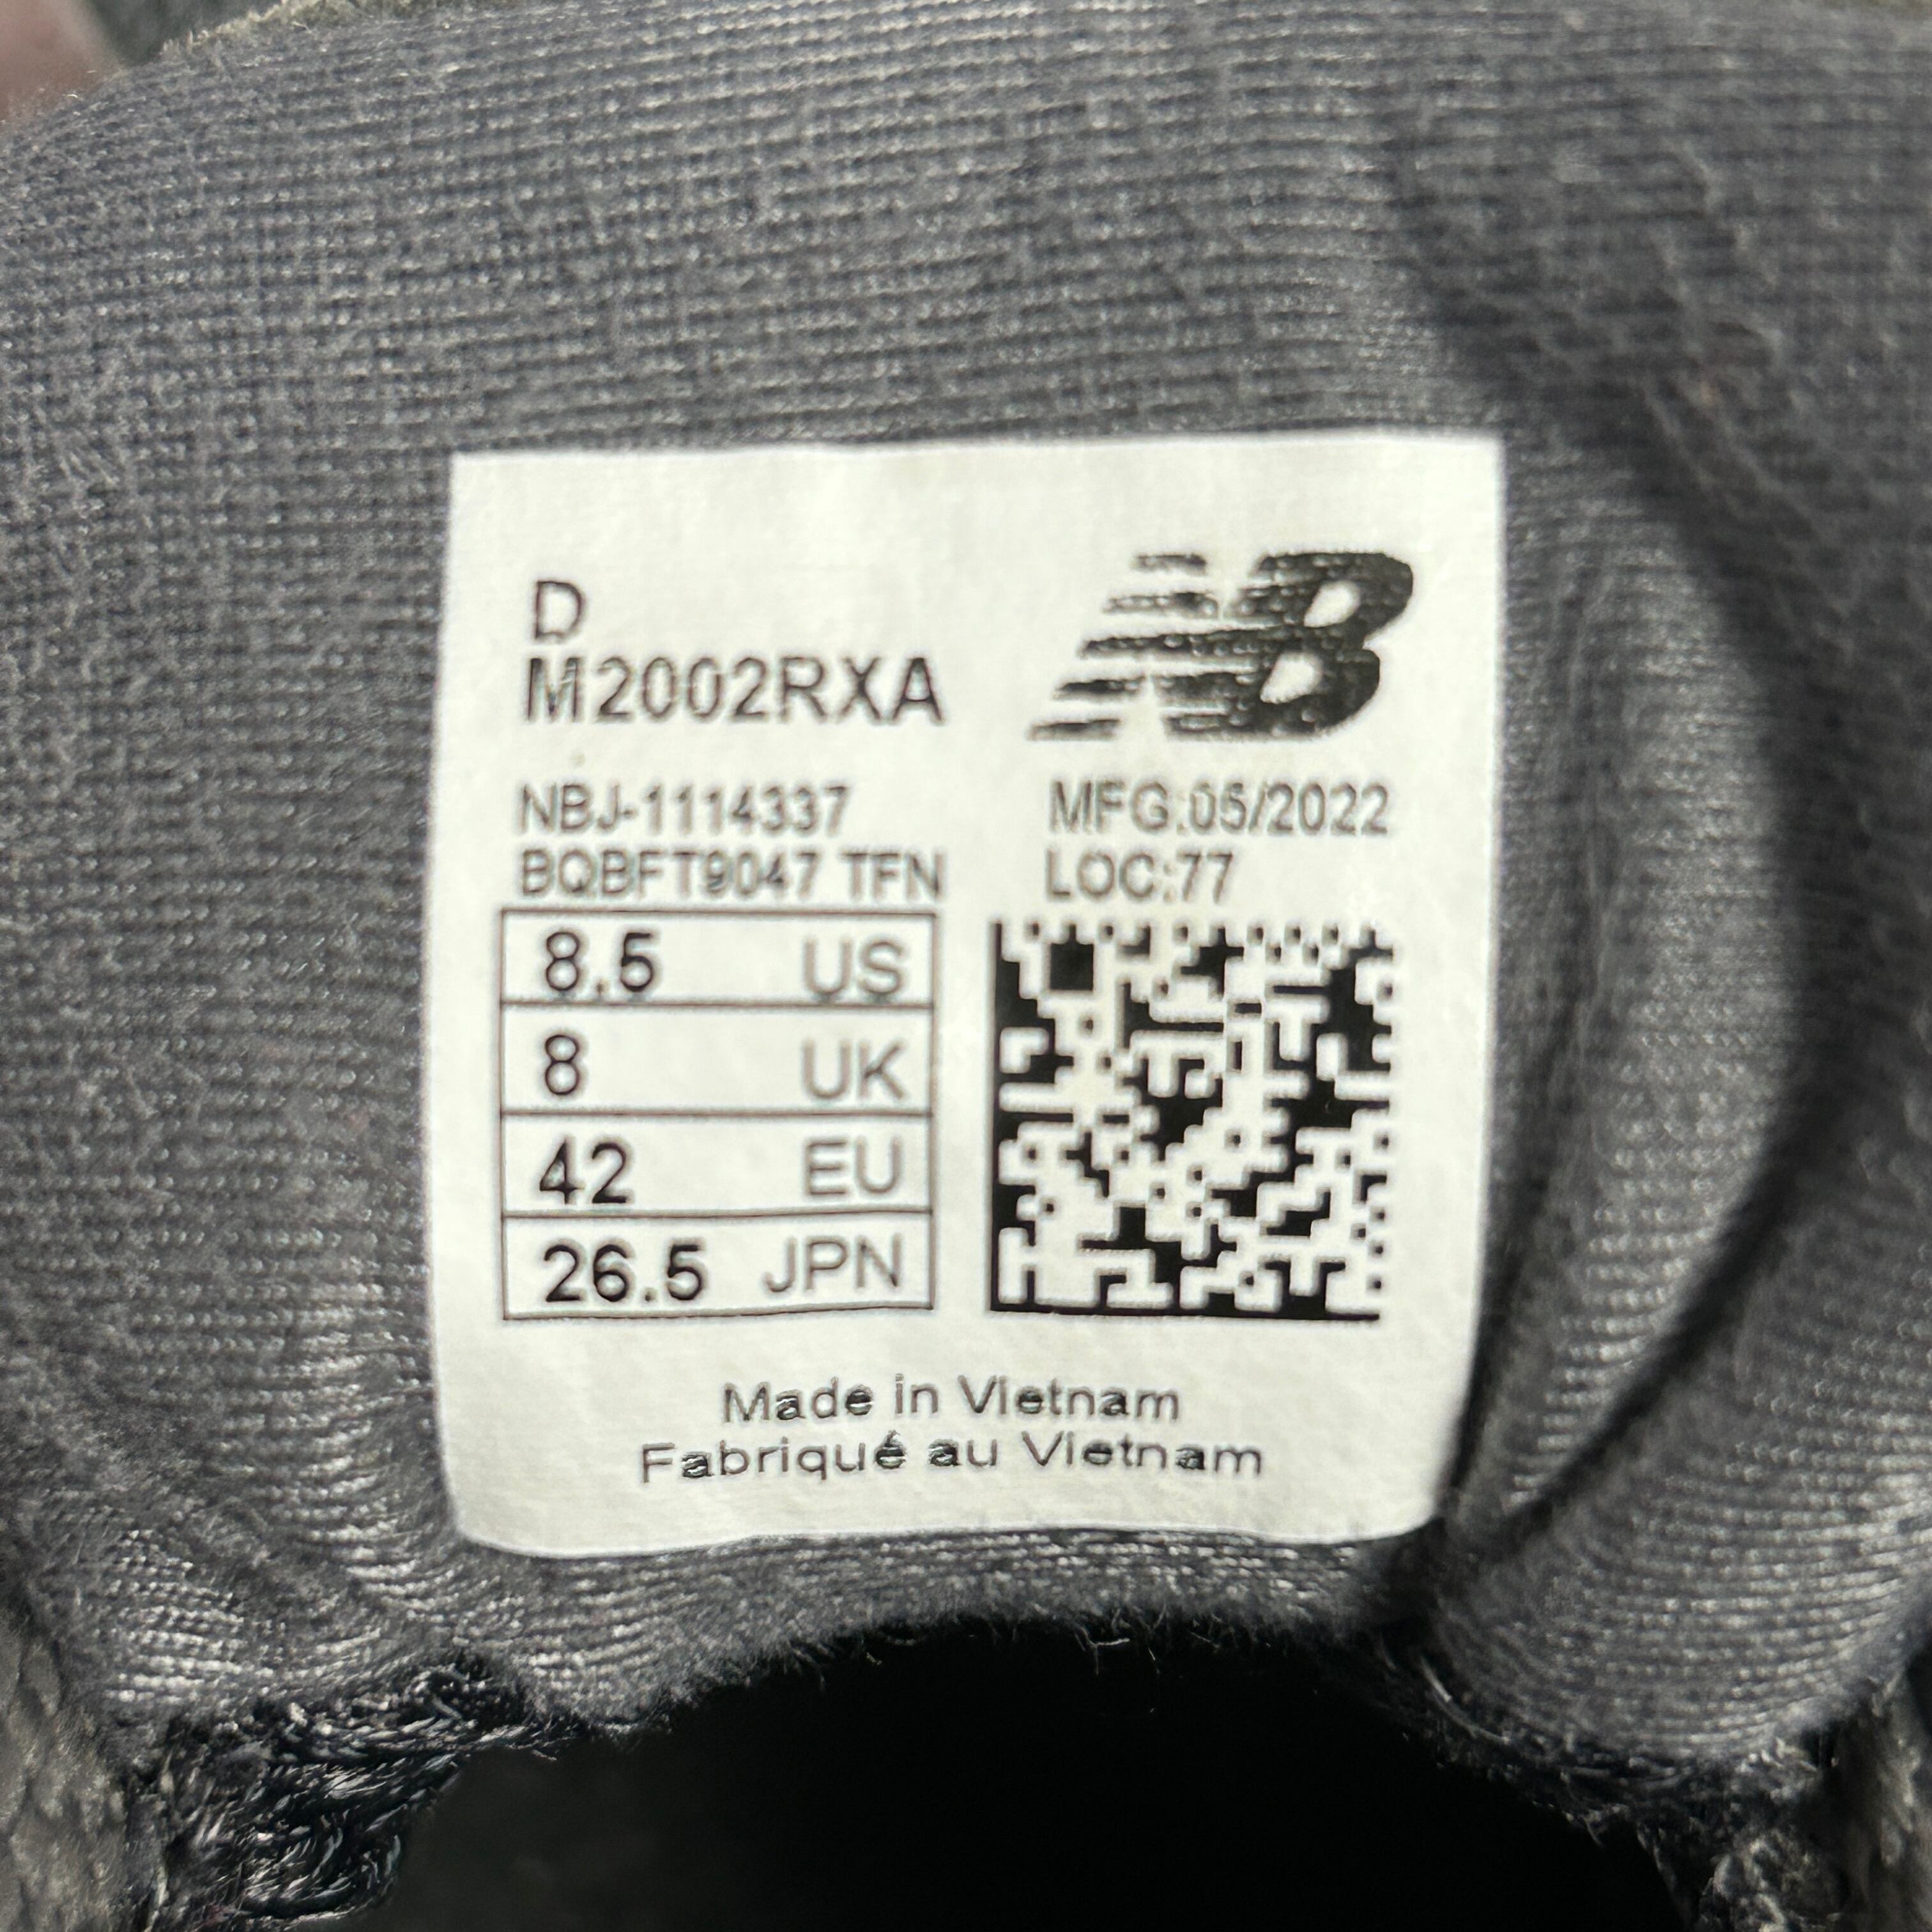 D
M2002RXA
NB
NBJ-1114337
MFG:05/2022
BQBFT9047 TFN
LOC:77
8.5 US
8 UK
42 EU
26.5 JPN
Made in Vietnam
Fabriqué au Vietnam